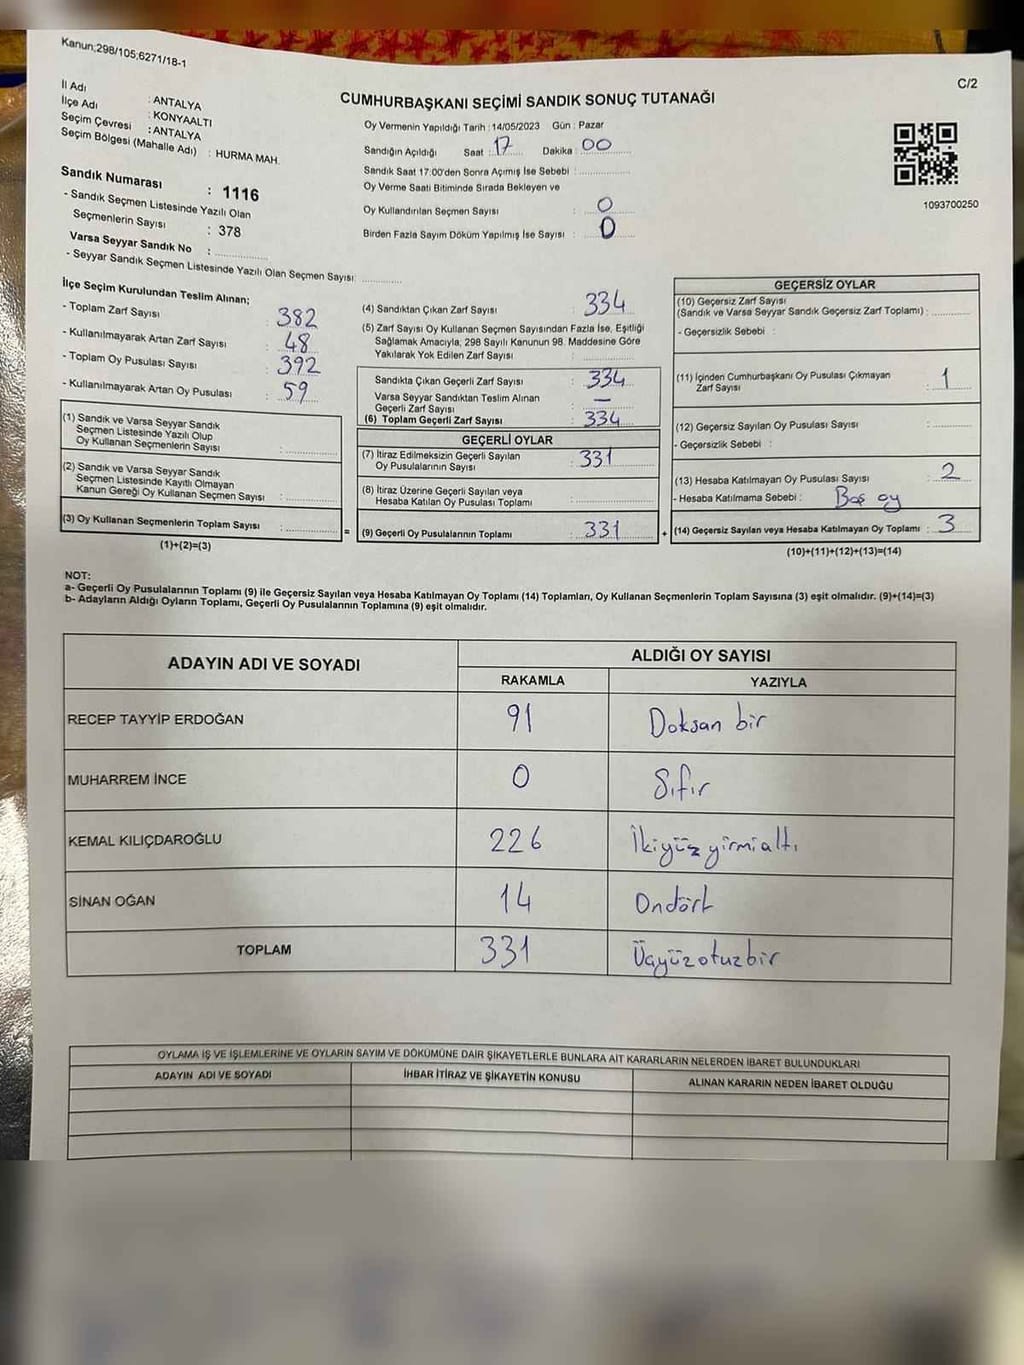 Kanun;298/105;6271/18-1
C/2
İl Adı : ANTALYA
İlçe Adı : KONYAALTI
Seçim Çevresi : ANTALYA
Seçim Bölgesi (Mahalle Adı) : HURMA MAH.
Sandık Numarası : 1116
- Sandık Seçmen Listesinde Yazılı Olan
Seçmenlerin Sayısı : 378
Varsa Seyyar Sandık No :
- Seyyar Sandık Seçmen Listesinde Yazılı Olan Seçmen Sayısı:
CUMHURBAŞKANI SEÇİMİ SANDIK SONUÇ TUTANAĞI
Oy Vermenin Yapıldığı Tarih : 14/05/2023 Gün : Pazar
Sandığın Açıldığı Saat : 17 Dakika : 00
Sandık Saat 17:00'den Sonra Açımış İse Sebebi :
Oy Verme Saati Bitiminde Sırada Bekleyen ve
Oy Kullandırılan Seçmen Sayısı : 0
Birden Fazla Sayım Döküm Yapılmış İse Sayısı : 0
1093700250
İlçe Seçim Kurulundan Teslim Alınan;
- Toplam Zarf Sayısı : 382
- Kullanılmayarak Artan Zarf Sayısı : 48
- Toplam Oy Pusulası Sayısı : 392
- Kullanılmayarak Artan Oy Pusulası : 59
(1) Sandık ve Varsa Seyyar Sandık
Seçmen Listesinde Yazılı Olup
Oy Kullanan Seçmenlerin Sayısı :
(2) Sandık ve Varsa Seyyar Sandık
Seçmen Listesinde Kayıtlı Olmayan
Kanun Gereği Oy Kullanan Seçmen Sayısı :
(3) Oy Kullanan Seçmenlerin Toplam Sayısı :
(1)+(2)=(3)
(4) Sandıktan Çıkan Zarf Sayısı : 334
(5) Zarf Sayısı Oy Kullanan Seçmen Sayısından Fazla İse, Eşitliği
Sağlamak Amacıyla, 298 Sayılı Kanunun 98. Maddesine Göre
Yakılarak Yok Edilen Zarf Sayısı :
Sandıkta Çıkan Geçerli Zarf Sayısı : 334
Varsa Seyyar Sandıktan Teslim Alınan
Geçerli Zarf Sayısı : —
(6) Toplam Geçerli Zarf Sayısı : 334
GEÇERLİ OYLAR
(7) İtiraz Edilmeksizin Geçerli Sayılan
Oy Pusulalarının Sayısı : 331
(8) İtiraz Üzerine Geçerli Sayılan veya
Hesaba Katılan Oy Pusulası Toplamı :
= (9) Geçerli Oy Pusulalarının Toplamı : 331 +
GEÇERSİZ OYLAR
(10) Geçersiz Zarf Sayısı
(Sandık ve Varsa Seyyar Sandık Geçersiz Zarf Toplamı) :
- Geçersizlik Sebebi :
(11) İçinden Cumhurbaşkanı Oy Pusulası Çıkmayan
Zarf Sayısı : 1
(12) Geçersiz Sayılan Oy Pusulası Sayısı :
- Geçersizlik Sebebi :
(13) Hesaba Katılmayan Oy Pusulası Sayısı : 2
- Hesaba Katılmama Sebebi : Boş oy
(14) Geçersiz Sayılan veya Hesaba Katılmayan Oy Toplamı : 3
(10)+(11)+(12)+(13)=(14)
NOT:
a- Geçerli Oy Pusulalarının Toplamı (9) ile Geçersiz Sayılan veya Hesaba Katılmayan Oy Toplamı (14) Toplamları, Oy Kullanan Seçmenlerin Toplam Sayısına (3) eşit olmalıdır. (9)+(14)=(3)
b- Adayların Aldığı Oyların Toplamı, Geçerli Oy Pusulalarının Toplamına (9) eşit olmalıdır.
ADAYIN ADI VE SOYADI ALDIĞI OY SAYISI
RAKAMLA YAZIYLA
RECEP TAYYİP ERDOĞAN 91 Doksan bir
MUHARREM İNCE 0 Sıfır
KEMAL KILIÇDAROĞLU 226 İkiyüz yirmialtı
SİNAN OĞAN 14 Ondört
TOPLAM 331 Üçyüzotuzbir
OYLAMA İŞ VE İŞLEMLERİNE VE OYLARIN SAYIM VE DÖKÜMÜNE DAİR ŞİKAYETLERLE BUNLARA AİT KARARLARIN NELERDEN İBARET BULUNDUKLARI
ADAYIN ADI VE SOYADI İHBAR İTİRAZ VE ŞİKAYETİN KONUSU ALINAN KARARIN NEDEN İBARET OLDUĞU